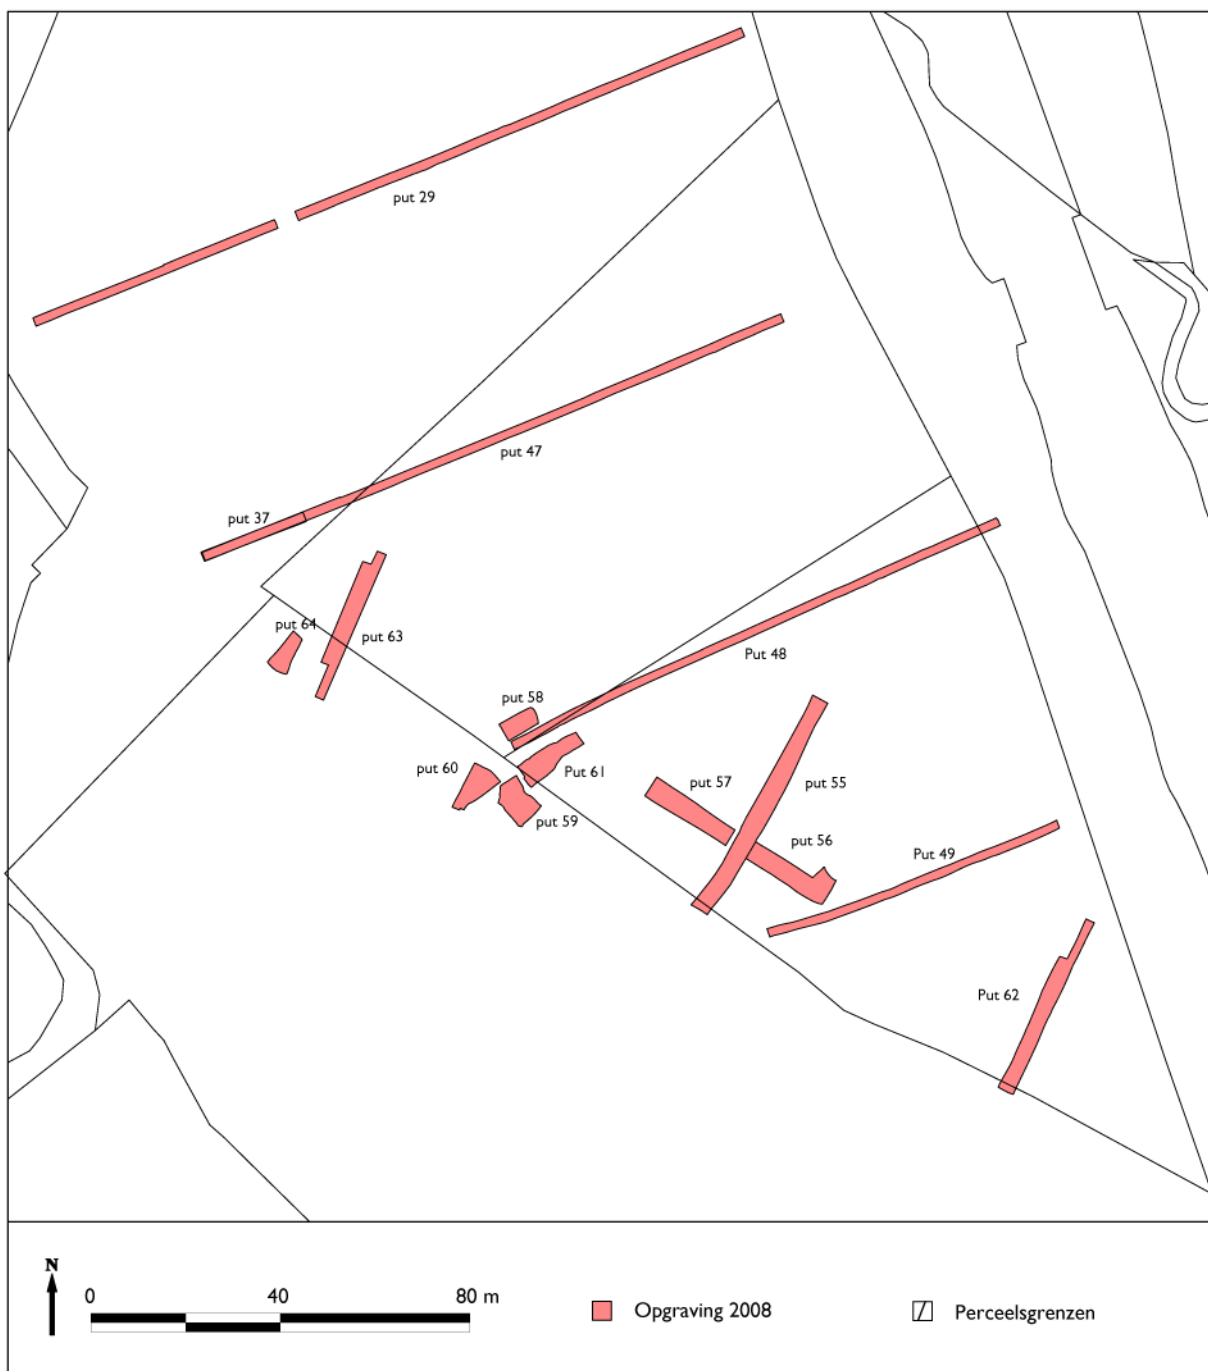 put 29
put 47
put 37
put 64
put 63
Put 48
put 58
put 60
Put 61
put 59
put 57
put 55
put 56
Put 49
Put 62
N
0 40 80 m
Opgraving 2008
Perceelsgrenzen